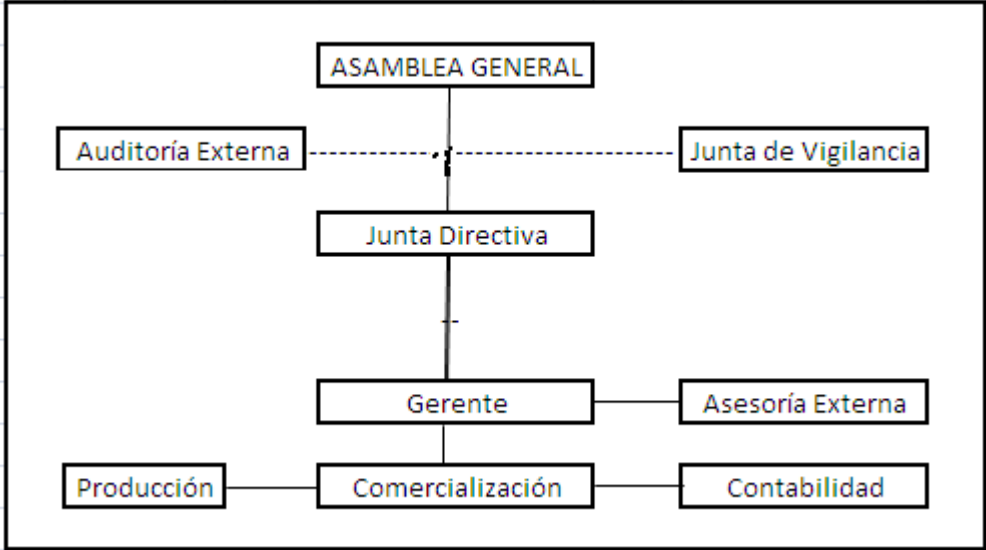 ASAMBLEA GENERAL
Auditoría Externa
Junta de Vigilancia
Junta Directiva
Gerente
Asesoría Externa
Producción
Comercialización
Contabilidad